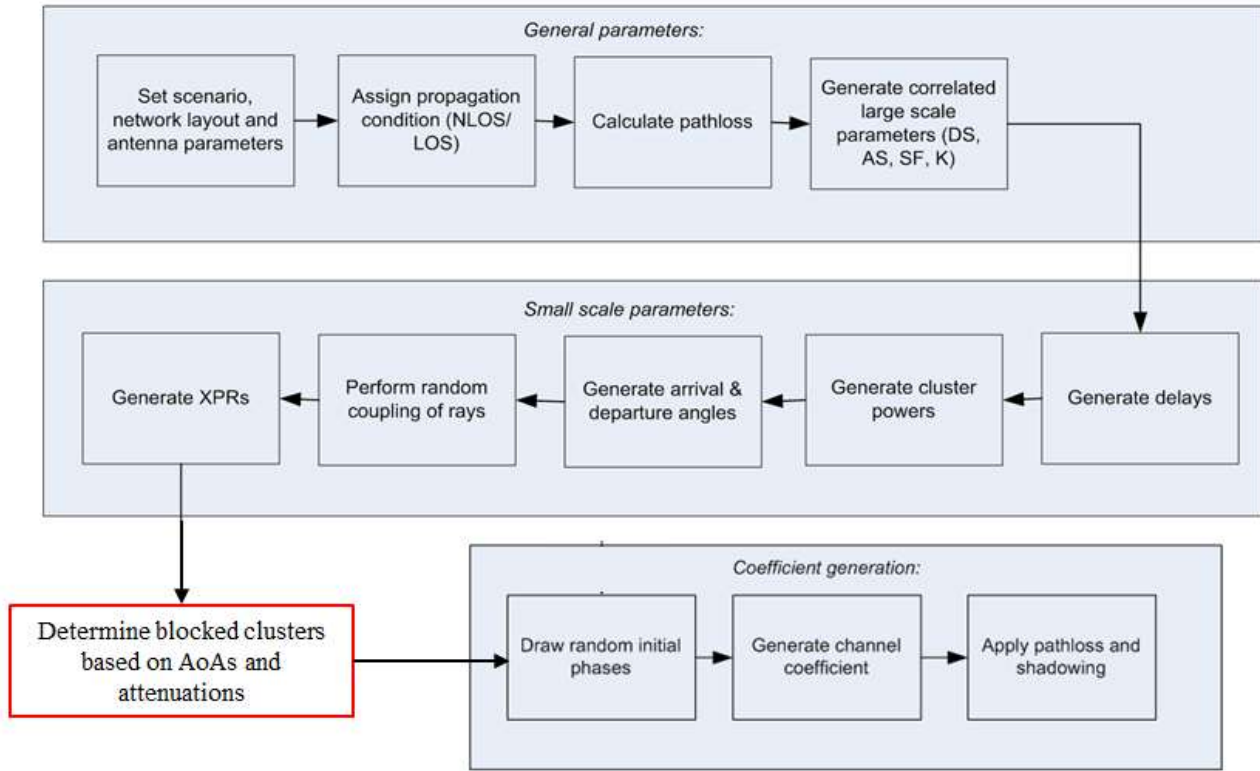 General parameters:
Set scenario,
network layout and
antenna parameters
Assign propagation
condition (NLOS/
LOS)
Calculate pathloss
Generate correlated
large scale
parameters (DS,
AS, SF, K)
Small scale parameters:
Generate XPRs
Perform random
coupling of rays
Generate arrival &
departure angles
Generate cluster
powers
Generate delays
Determine blocked clusters
based on AoAs and
attenuations
Coefficient generation:
Draw random initial
phases
Generate channel
coefficient
Apply pathloss and
shadowing